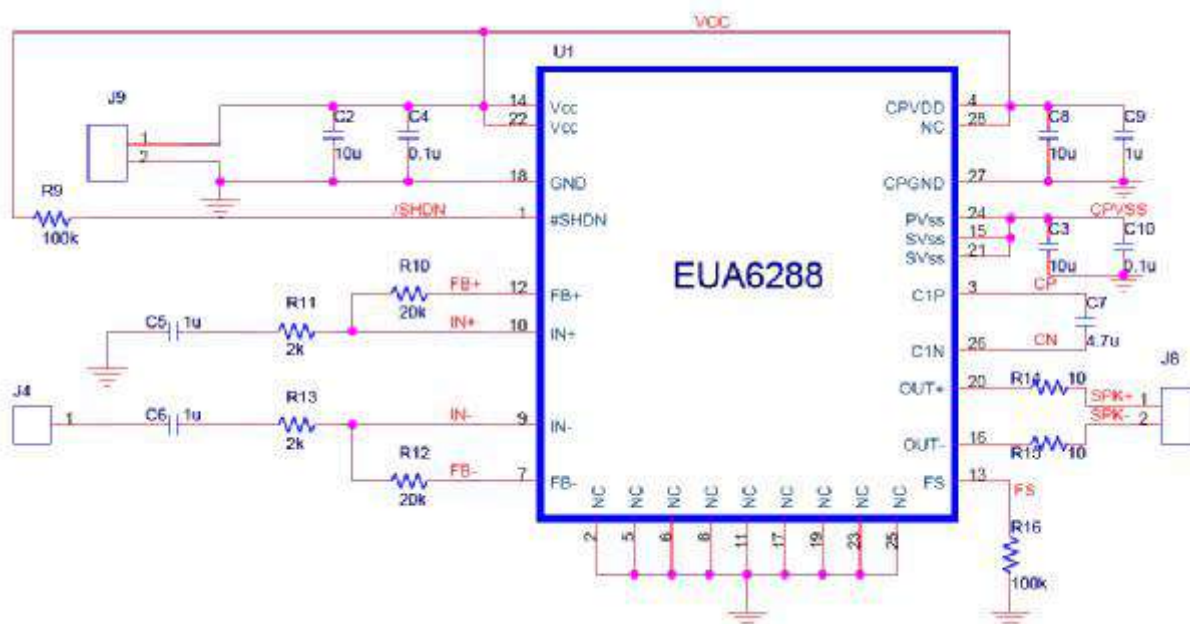 VCC
U1
J9
1
2
C2
10u
C4
0.1u
14
Vcc
22
Vcc
18
GND
R9
100k
/SHDN
1
#SHDN
R10
20k
FB+
12
FB+
R11
2k
C5
1u
IN+
10
IN+
J4
1
C6
1u
R13
2k
IN-
9
IN-
R12
20k
FB-
7
FB-
EUA6288
CPVDD
4
NC
28
C8
10u
C9
1u
CPGND
27
PVss
24
CPVSS
SVss
15
SVss
21
C3
10u
C10
0.1u
C1P
3
CP
C7
4.7u
C1N
26
CN
OUT+
20
R14
10
SPK+
1
SPK-
2
J6
OUT-
16
R15
10
FS
13
FS
R16
100k
NC NC NC NC NC NC NC NC NC
2 5 6 8 11 17 19 23 25